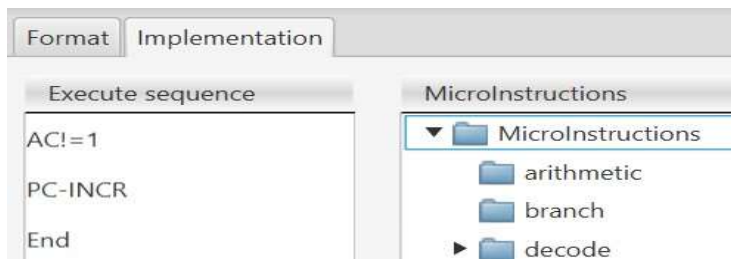 Format Implementation
Execute sequence
AC!=1
PC-INCR
End
MicroInstructions
MicroInstructions
arithmetic
branch
decode